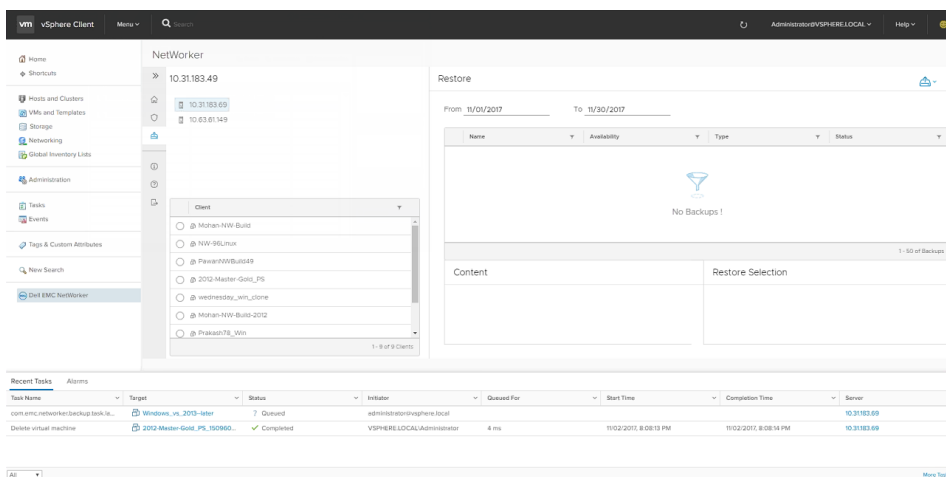 vm vSphere Client Menu Search Administrator@VSPHERE.LOCAL Help
Home
Shortcuts
Hosts and Clusters
VMs and Templates
Storage
Networking
Global Inventory Lists
Administration
Tasks
Events
Tags & Custom Attributes
New Search
Dell EMC NetWorker
NetWorker
10.31.183.49
10.31.183.69
10.63.61.149
Client
Mohan-NW-Build
NW-96Linux
PawanNWBuild49
2012-Master-Gold_PS
wednesday_win_clone
Mohan-NW-Build-2012
Prakash78_Win
1 - 9 of 9 Clients
Restore
From 11/01/2017 To 11/30/2017
Name Availability Type Status
No Backups !
1 - 50 of Backups
Content
Restore Selection
Recent Tasks Alarms
Task Name Target Status Initiator Queued For Start Time Completion Time Server
com.emc.networker.backup.task.la... Windows_vs_2013--later ? Queued administrator@vsphere.local 10.31.183.69
Delete virtual machine 2012-Master-Gold_PS_150960... Completed VSPHERE.LOCAL\Administrator 4 ms 11/02/2017, 8:08:13 PM 11/02/2017, 8:08:14 PM 10.31.183.69
All More Tas